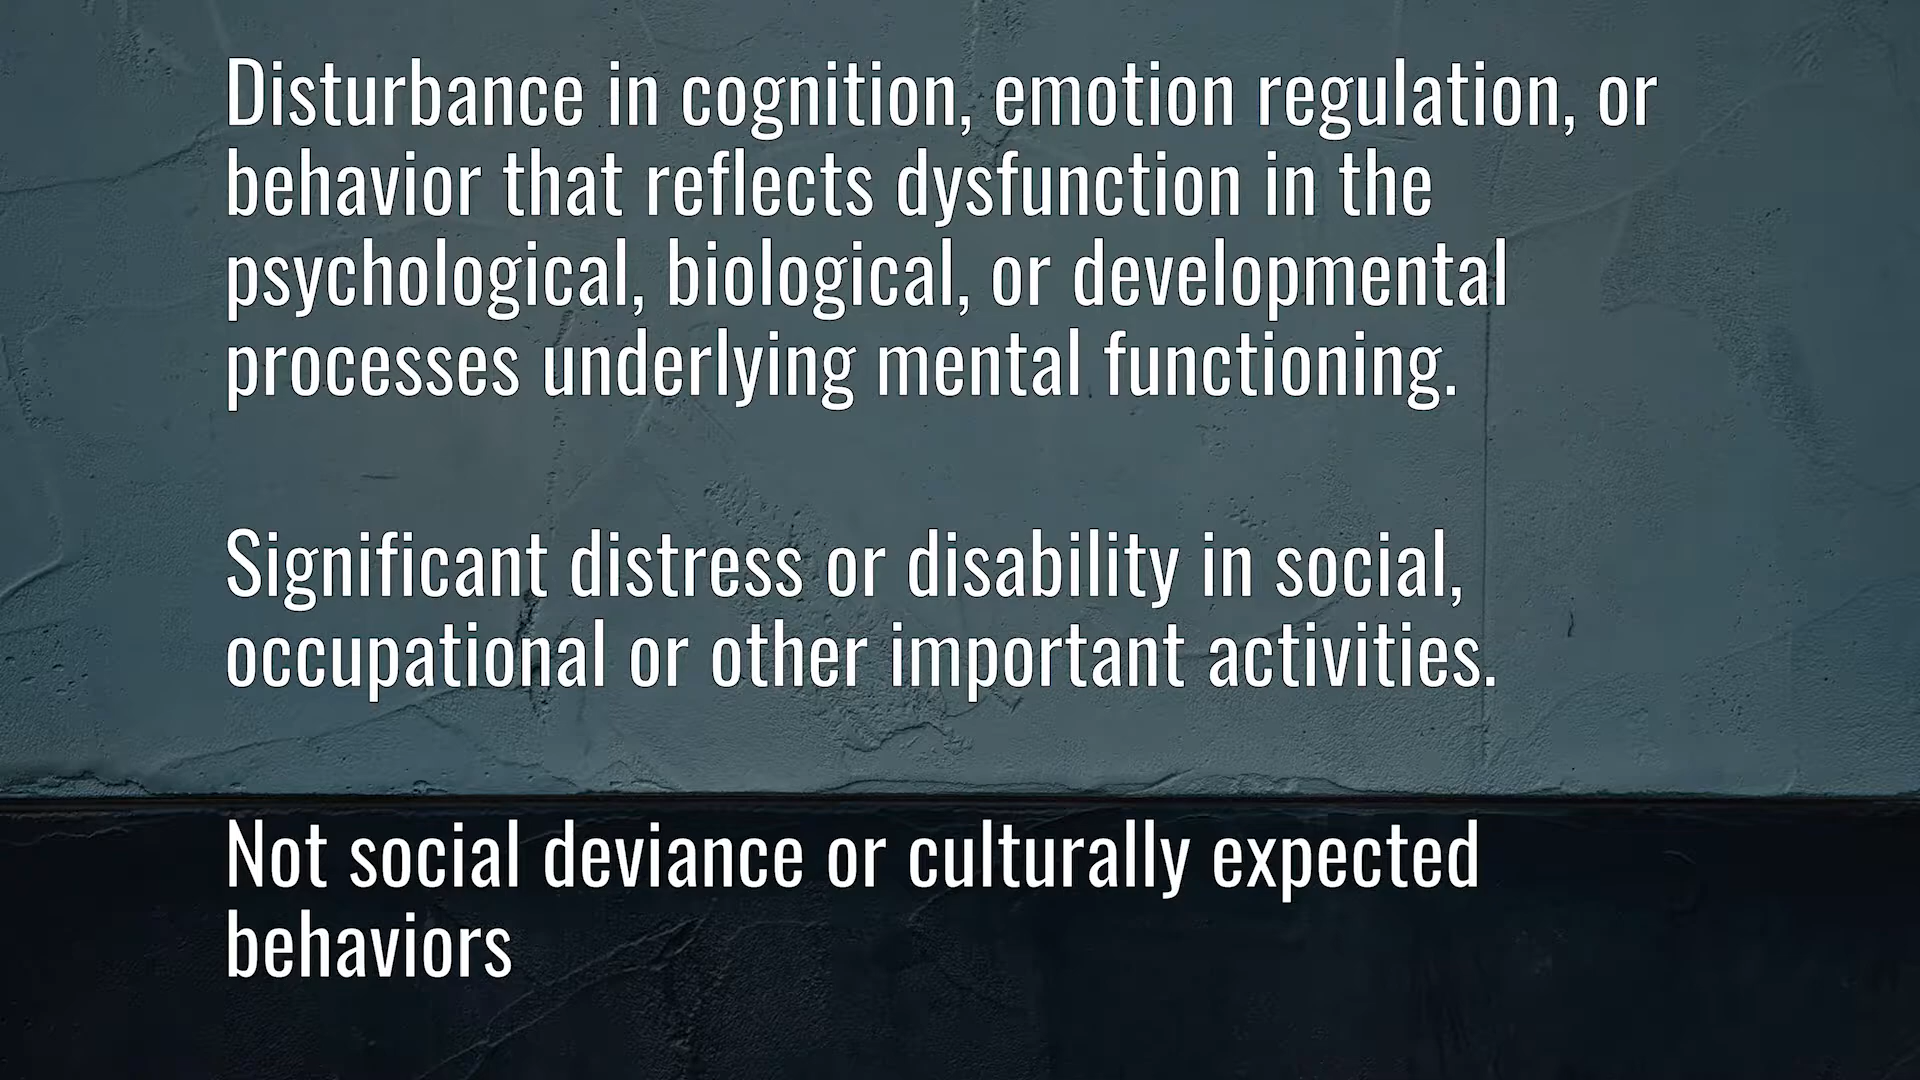 Disturbance in cognition, emotion regulation, or
behavior that reflects dysfunction in the
psychological, biological, or developmental
processes underlying mental functioning.
Significant distress or disability in social,
occupational or other important activities.
Not social deviance or culturally expected
behaviors